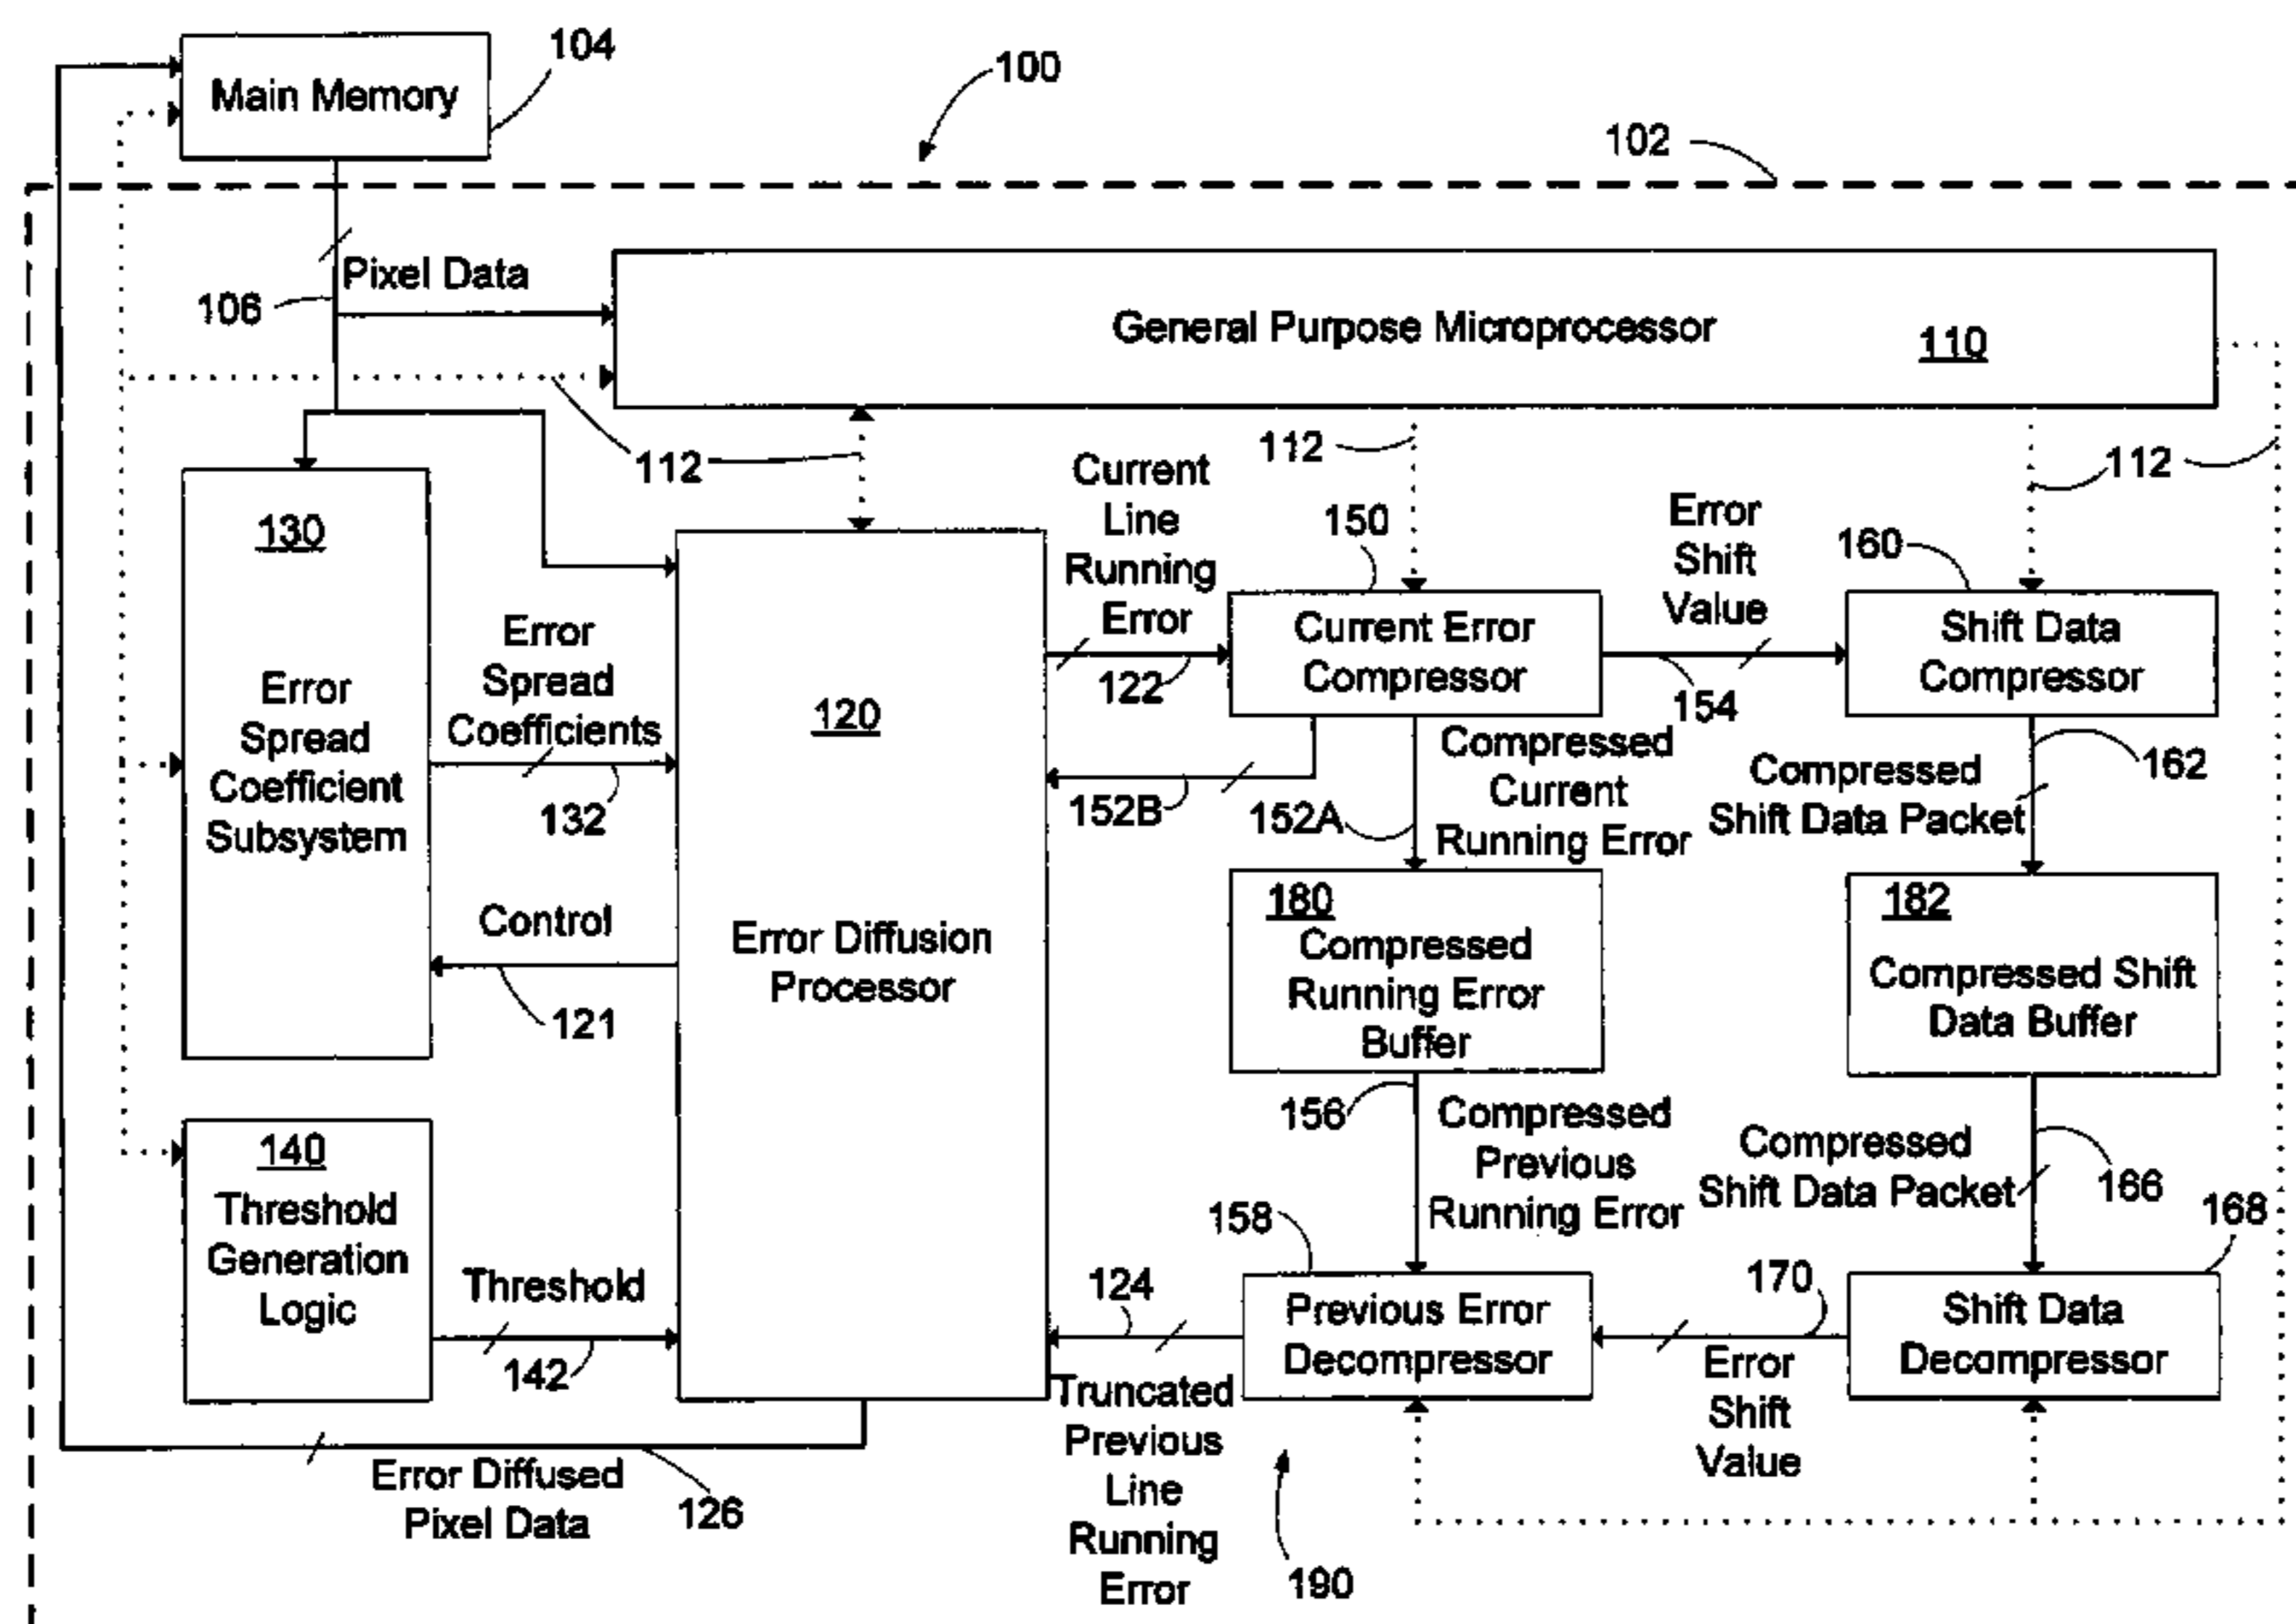 104
Main Memory
100
102
Pixel Data
106
General Purpose Microprocessor
110
112
112
112
Current
Line
Running
Error
122
150
Current Error
Compressor
Error
Shift
Value
154
160
Shift Data
Compressor
130
Error
Spread
Coefficient
Subsystem
Error
Spread
Coefficients
132
120
Error Diffusion
Processor
Control
121
152B
152A
Compressed
Current
Running Error
162
Compressed
Shift Data Packet
180
Compressed
Running Error
Buffer
182
Compressed Shift
Data Buffer
156
Compressed
Previous
Running Error
Compressed
Shift Data Packet
166
140
Threshold
Generation
Logic
Threshold
142
158
Previous Error
Decompressor
124
Truncated
Previous
Line
Running
Error
170
Error
Shift
Value
168
Shift Data
Decompressor
Error Diffused
Pixel Data
126
190